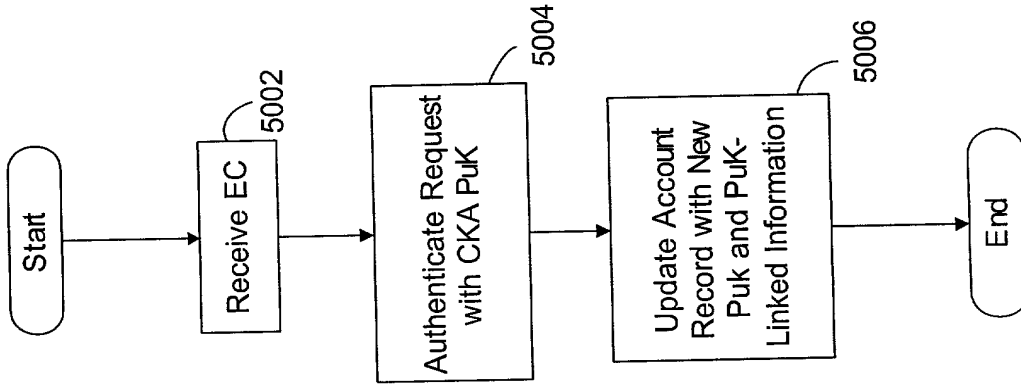 Start
5002
Receive EC
5004
Authenticate Request
with CKA PuK
5006
Update Account
Record with New
Puk and PuK-
Linked Information
End